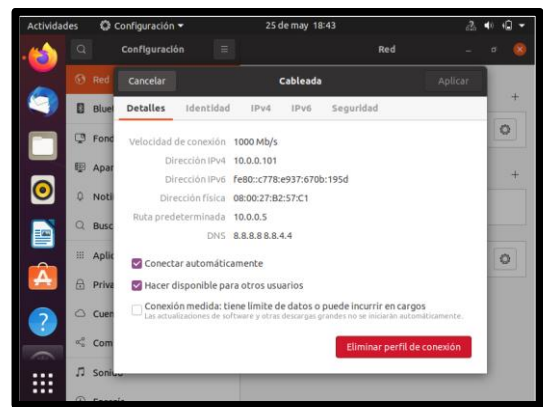 Actividades Configuración 25 de may 18:43
Configuración Red
Red
Cancelar Cableada Aplicar
Detalles Identidad IPv4 IPv6 Seguridad
Velocidad de conexión 1000 Mb/s
Dirección IPv4 10.0.0.101
Dirección IPv6 fe80::c778:e937:670b:195d
Dirección física 08:00:27:B2:57:C1
Ruta predeterminada 10.0.0.5
DNS 8.8.8.8 8.8.4.4
Conectar automáticamente
Hacer disponible para otros usuarios
Conexión medida: tiene límite de datos o puede incurrir en cargos
Las actualizaciones de software y otras descargas grandes no se iniciarán automáticamente.
Eliminar perfil de conexión
Blue
Fond
Apar
Noti
Busc
Aplic
Priva
Cuen
Com